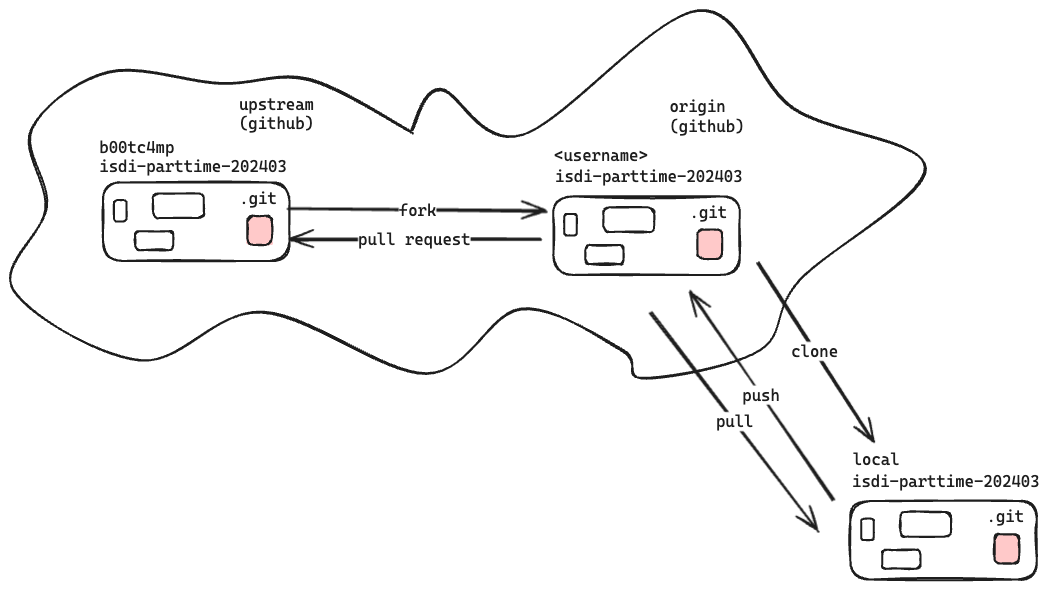 upstream
(github)
origin
(github)
b00tc4mp
isdi-parttime-202403
<username>
isdi-parttime-202403
.git
.git
fork
pull request
clone
push
pull
local
isdi-parttime-202403
.git